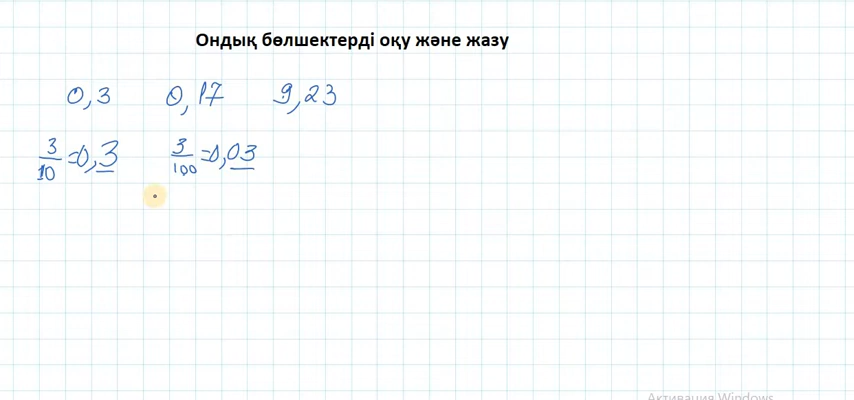 Ондық бөлшектерді оқу және жазу
0,3 0,17 9,23
3/10 = 0,3 3/100 = 0,03
Активация Windows